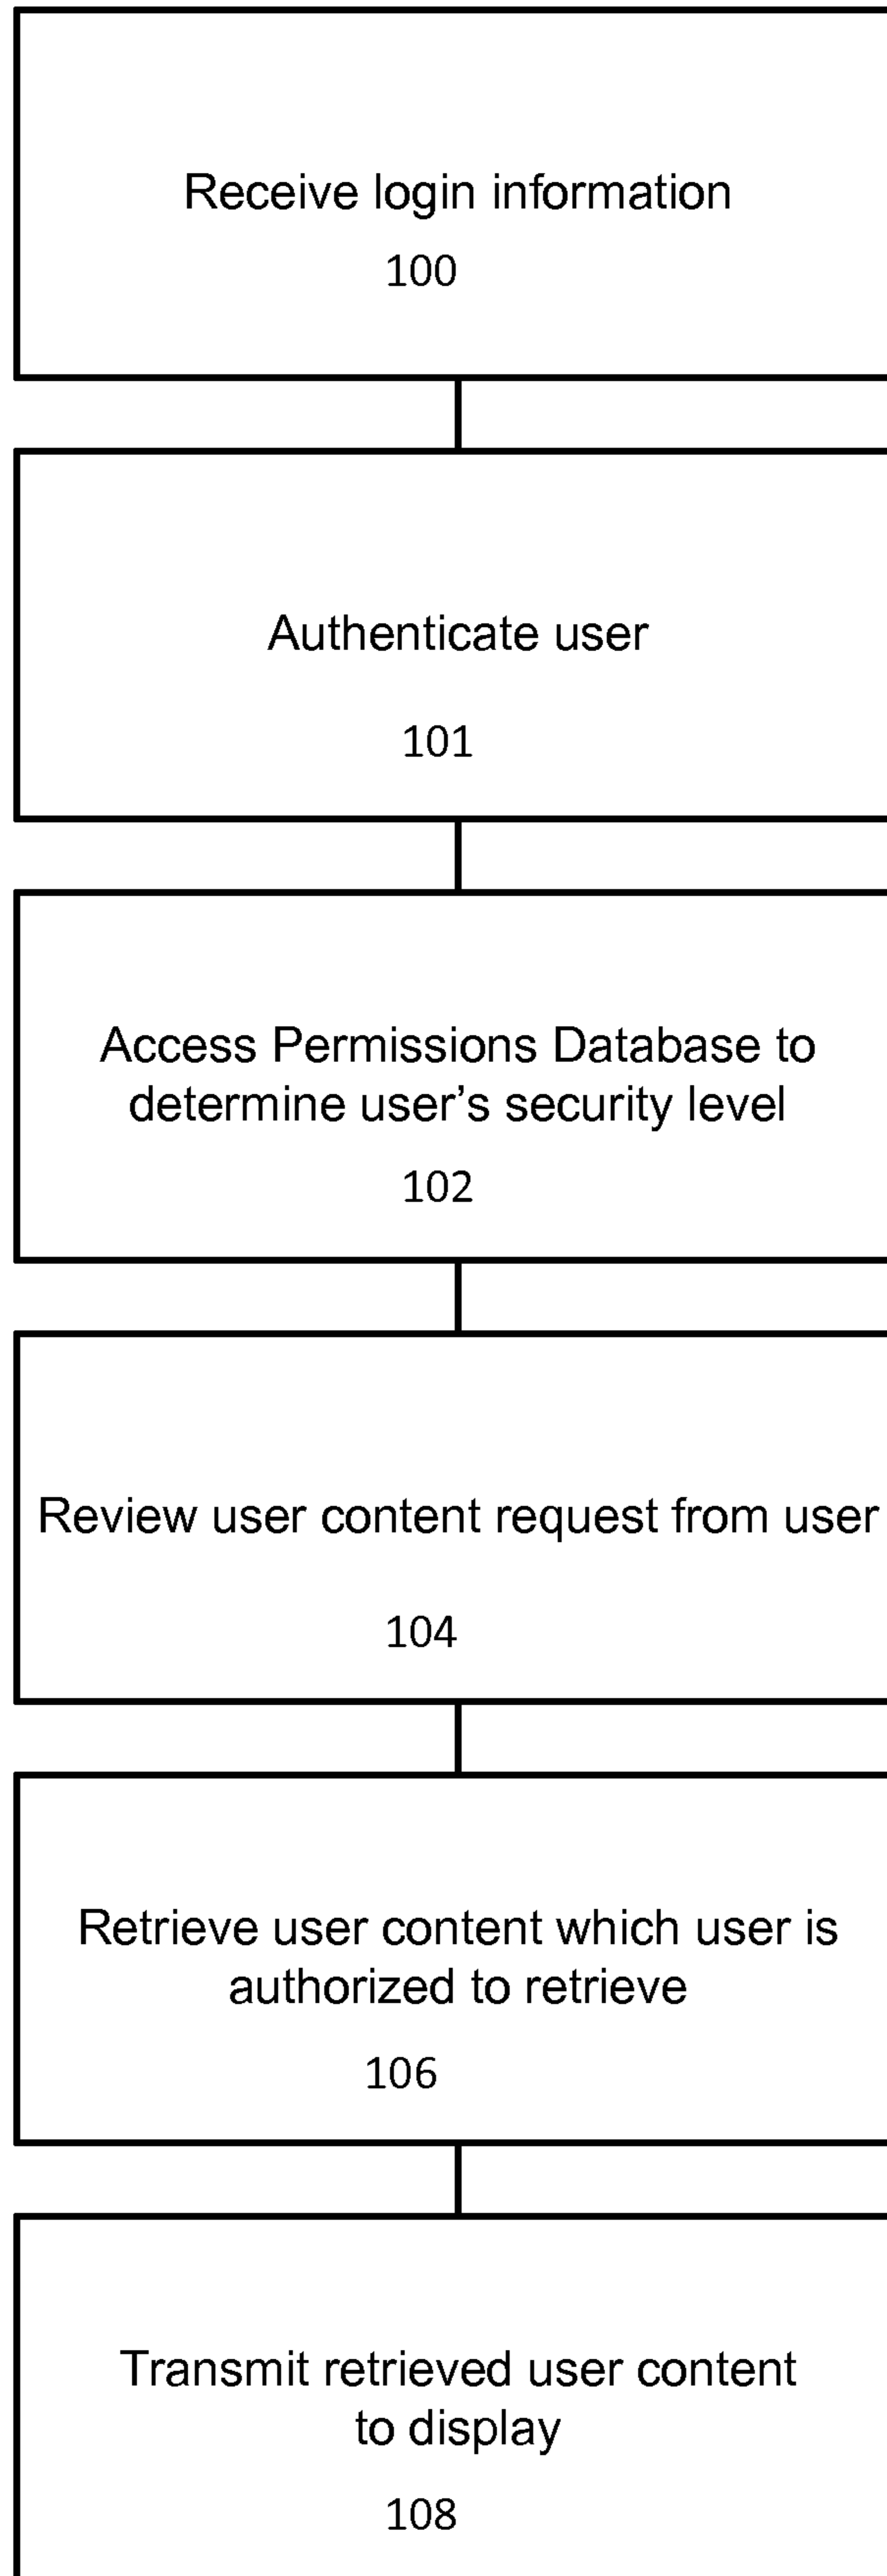 Receive login information
100
Authenticate user
101
Access Permissions Database to
determine user’s security level
102
Review user content request from user
104
Retrieve user content which user is
authorized to retrieve
106
Transmit retrieved user content
to display
108